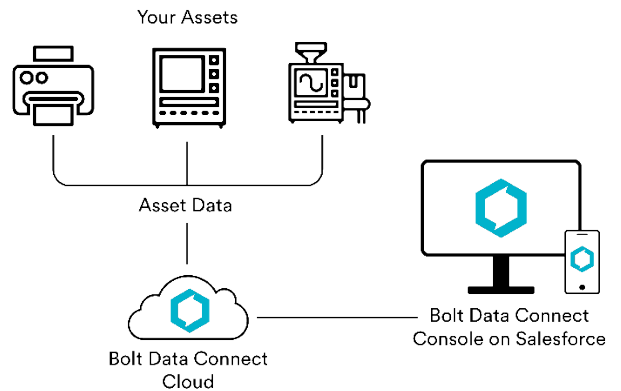 Your Assets
Asset Data
Bolt Data Connect
Cloud
Bolt Data Connect
Console on Salesforce